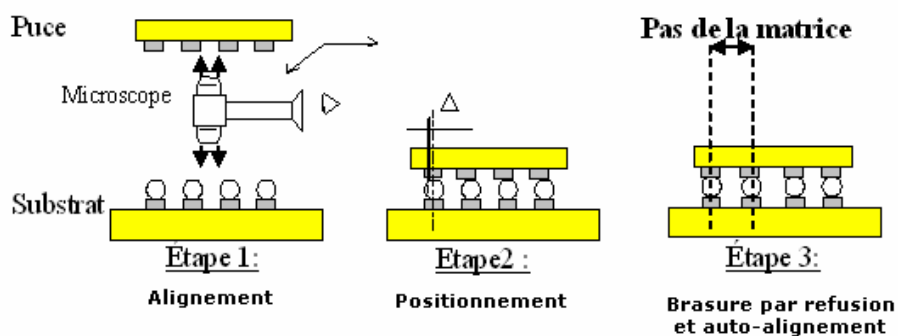 Puce
Pas de la matrice
Microscope
Δ
Substrat
Étape 1:
Etape2 :
Étape 3:
Alignement
Positionnement
Brasure par refusion
et auto-alignement